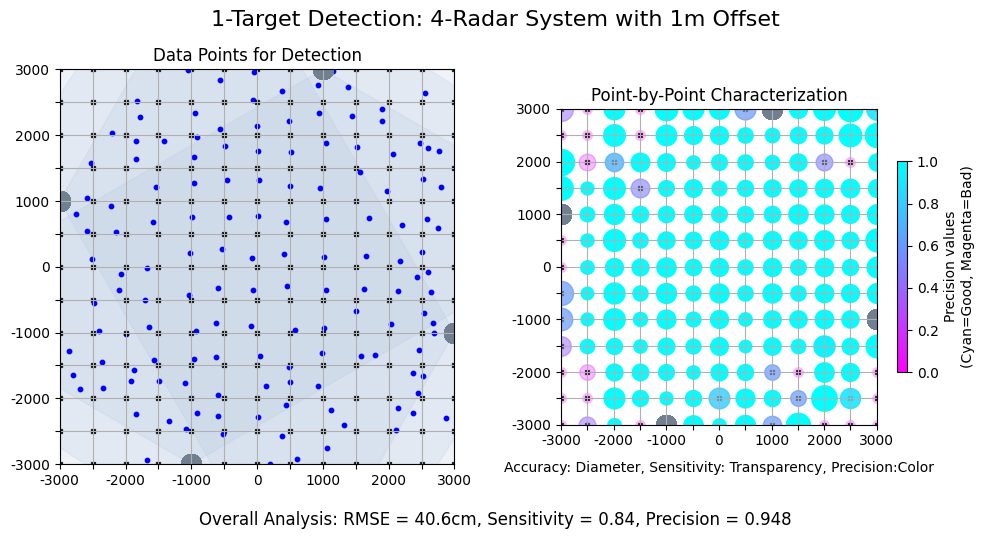 1-Target Detection: 4-Radar System with 1m Offset
Data Points for Detection
3000
2000
1000
0
-1000
-2000
-3000
-3000 -2000 -1000 0 1000 2000 3000
Point-by-Point Characterization
3000
2000
1000
0
-1000
-2000
-3000
-3000 -2000 -1000 0 1000 2000 3000
Accuracy: Diameter, Sensitivity: Transparency, Precision:Color
1.0
0.8
0.6
0.4
0.2
0.0
Precision values
(Cyan=Good, Magenta=Bad)
Overall Analysis: RMSE = 40.6cm, Sensitivity = 0.84, Precision = 0.948